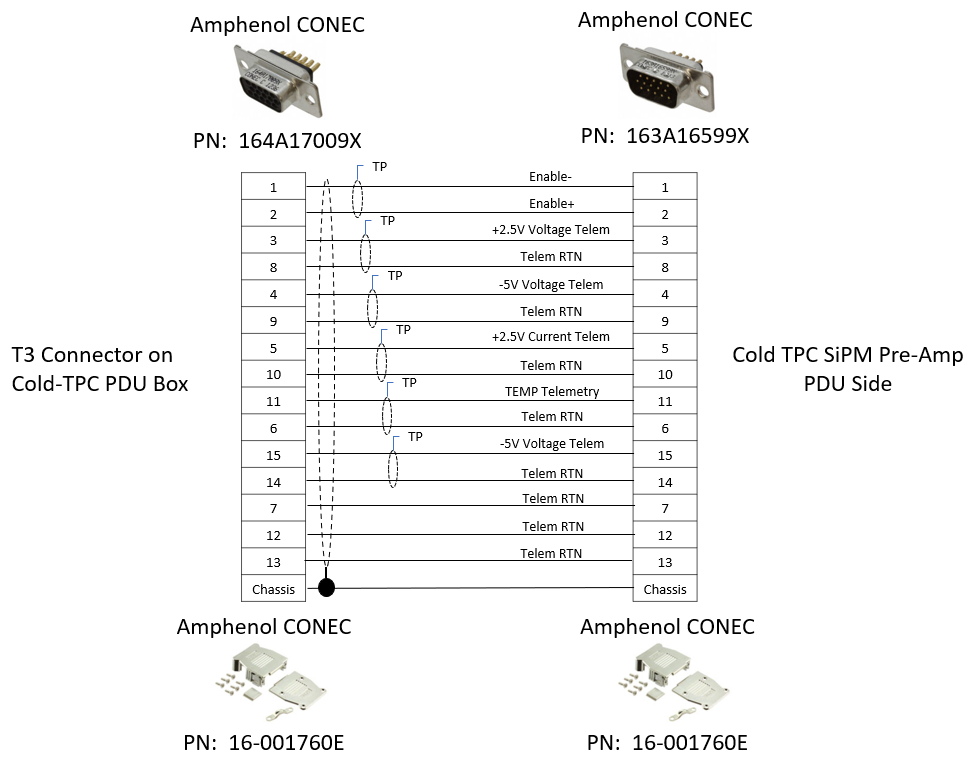 Amphenol CONEC
Amphenol CONEC
PN: 164A17009X
PN: 163A16599X
TP
1 Enable- 1
2 Enable+ 2
TP
3 +2.5V Voltage Telem 3
8 Telem RTN 8
TP
4 -5V Voltage Telem 4
9 Telem RTN 9
TP
5 +2.5V Current Telem 5
10 Telem RTN 10
TP
11 TEMP Telemetry 11
6 Telem RTN 6
TP
15 -5V Voltage Telem 15
14 Telem RTN 14
7 Telem RTN 7
12 Telem RTN 12
13 Telem RTN 13
Chassis Chassis
T3 Connector on
Cold-TPC PDU Box
Cold TPC SiPM Pre-Amp
PDU Side
Amphenol CONEC
Amphenol CONEC
PN: 16-001760E
PN: 16-001760E